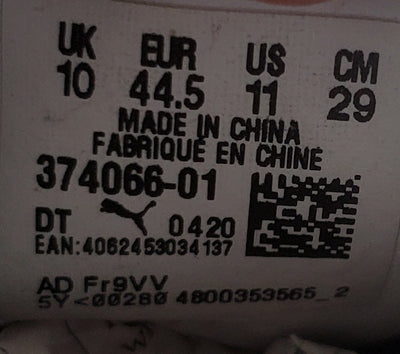 UK EUR US CM
10 44.5 11 29
MADE IN CHINA
FABRIQUÉ EN CHINE
374066-01
DT 0420
EAN:4062453034137
AD Fr9VV
5Y<00280 4800353565_2